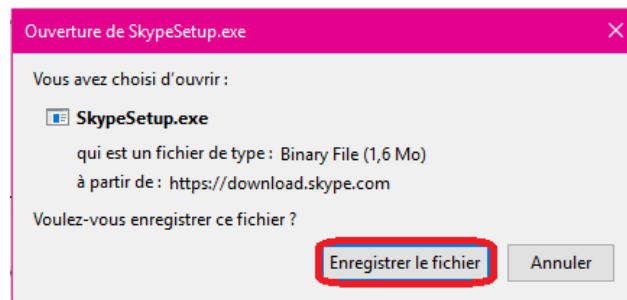 Ouverture de SkypeSetup.exe
Vous avez choisi d'ouvrir :
SkypeSetup.exe
qui est un fichier de type : Binary File (1,6 Mo)
à partir de : https://download.skype.com
Voulez-vous enregistrer ce fichier ?
Enregistrer le fichier Annuler